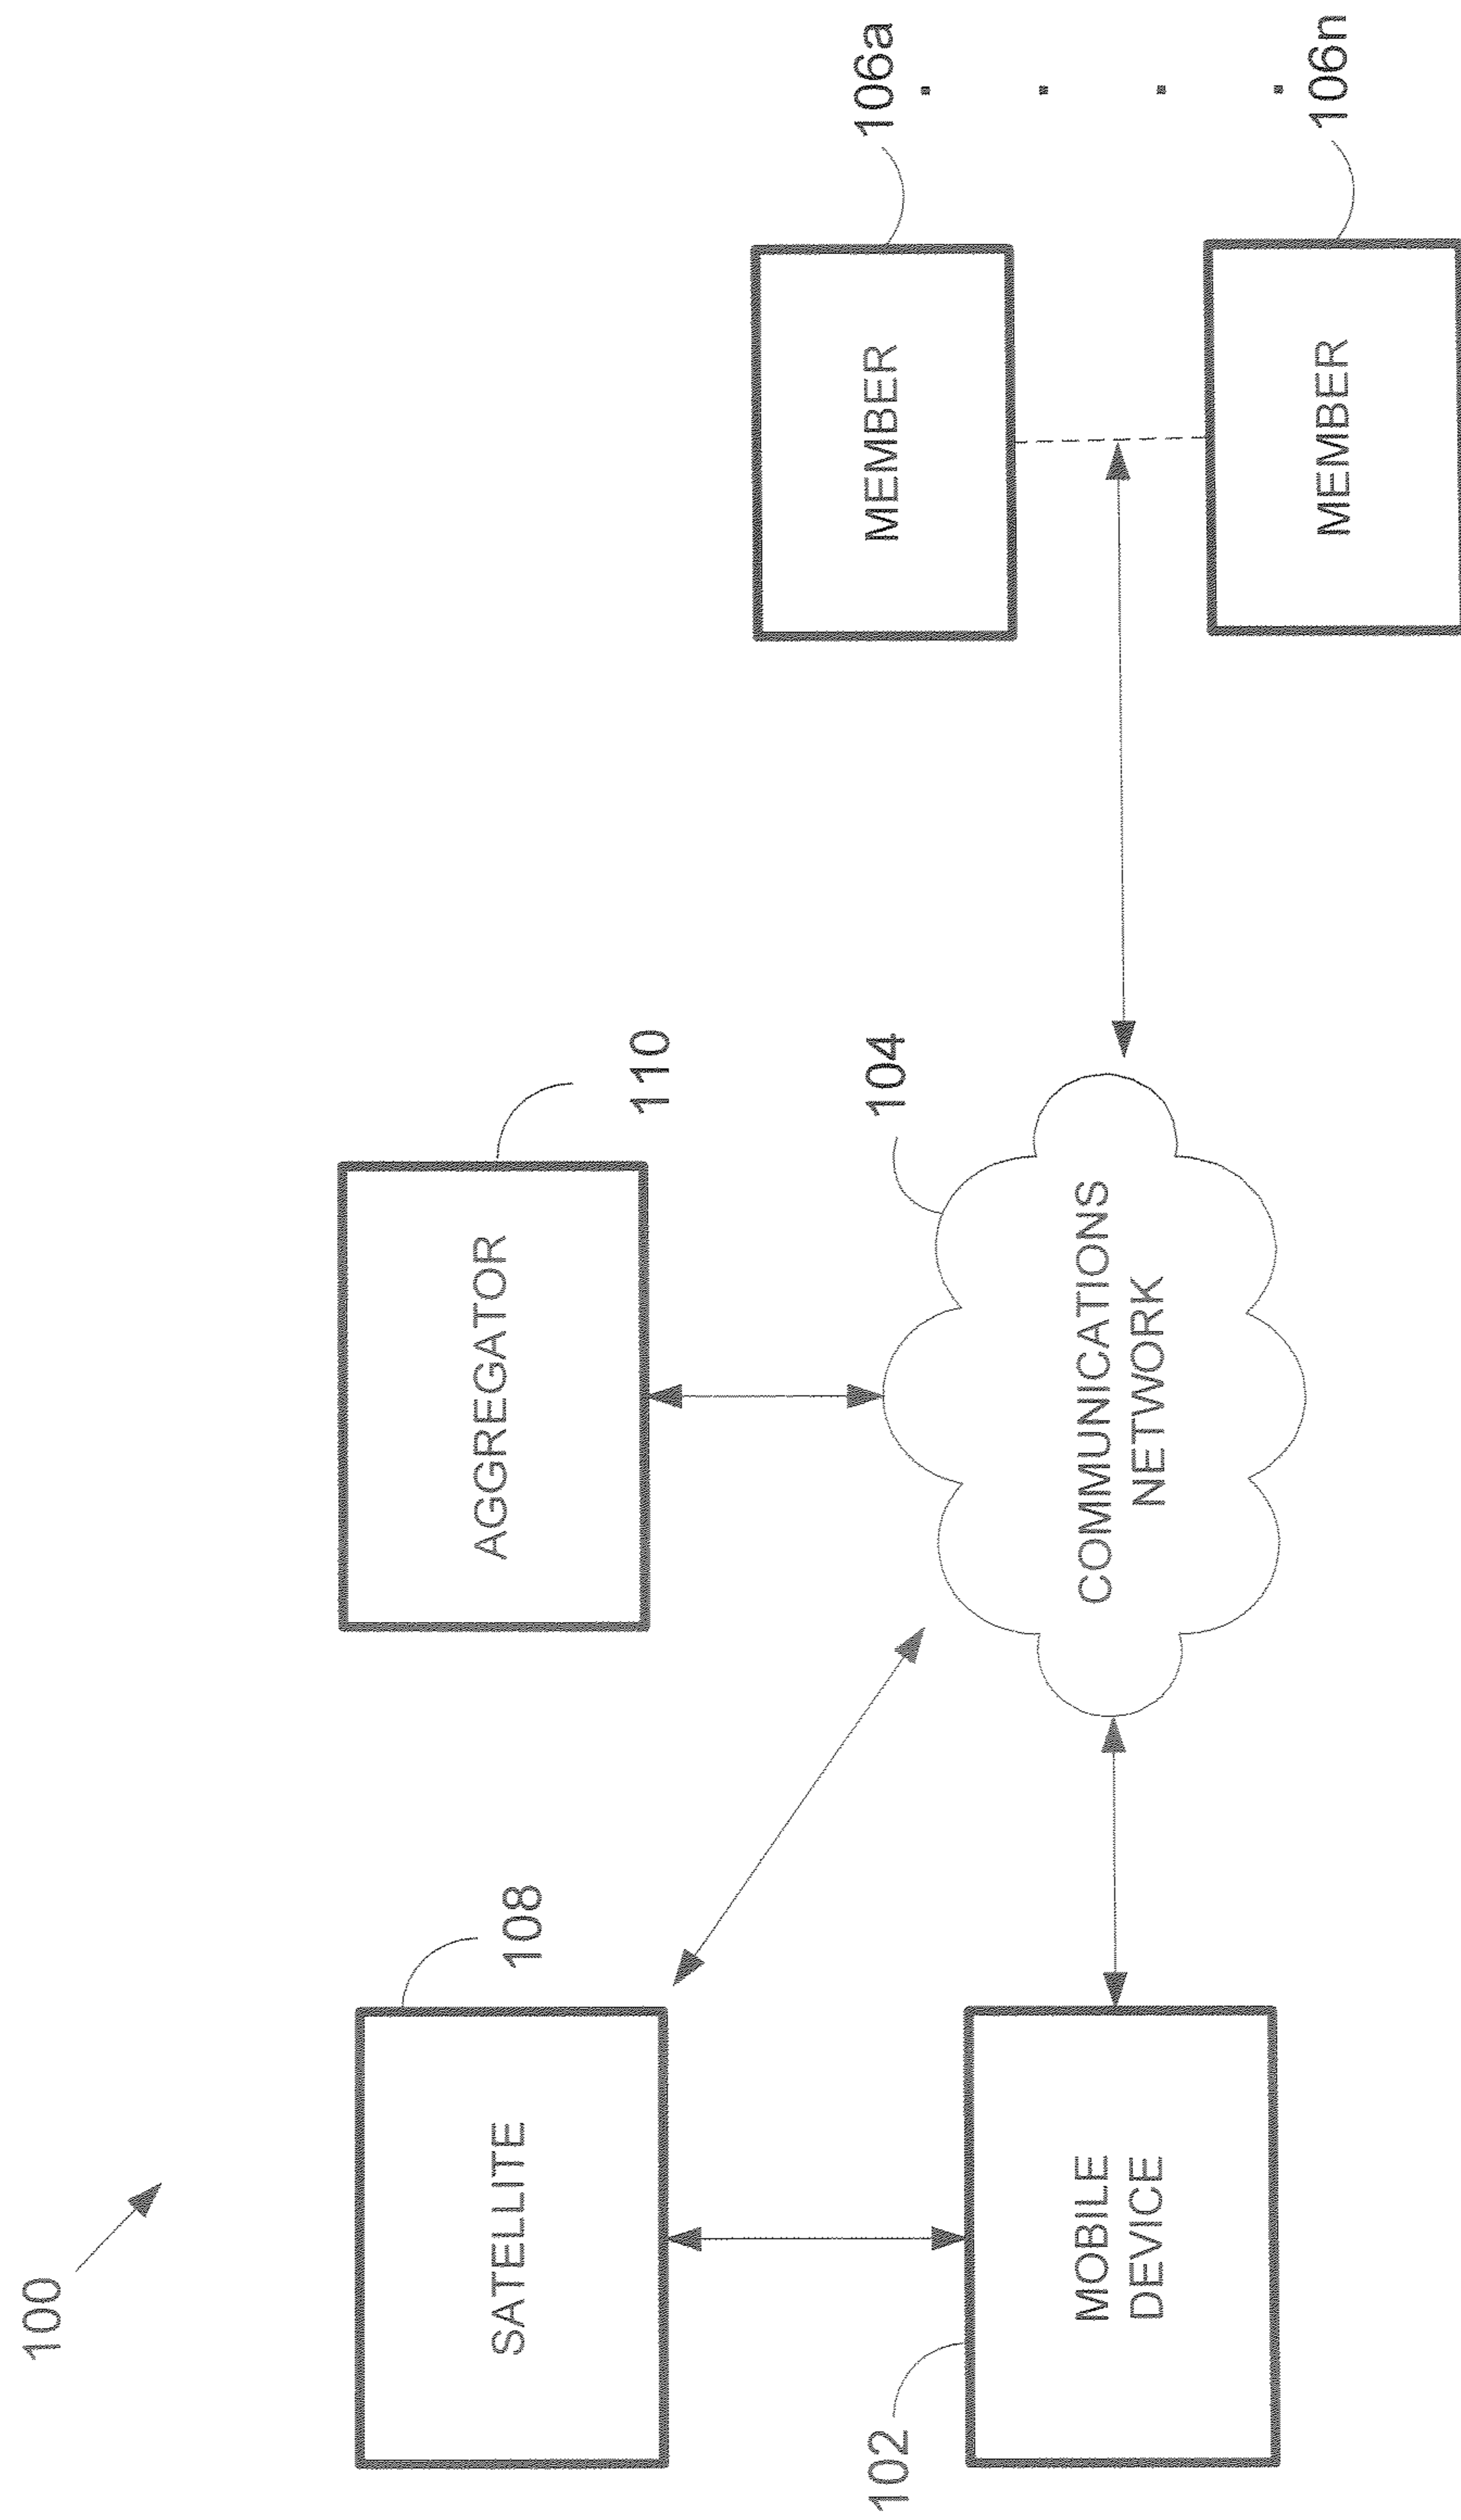 100
SATELLITE
108
AGGREGATOR
110
102
MOBILE
DEVICE
COMMUNICATIONS
NETWORK
104
MEMBER
106a
MEMBER
106n